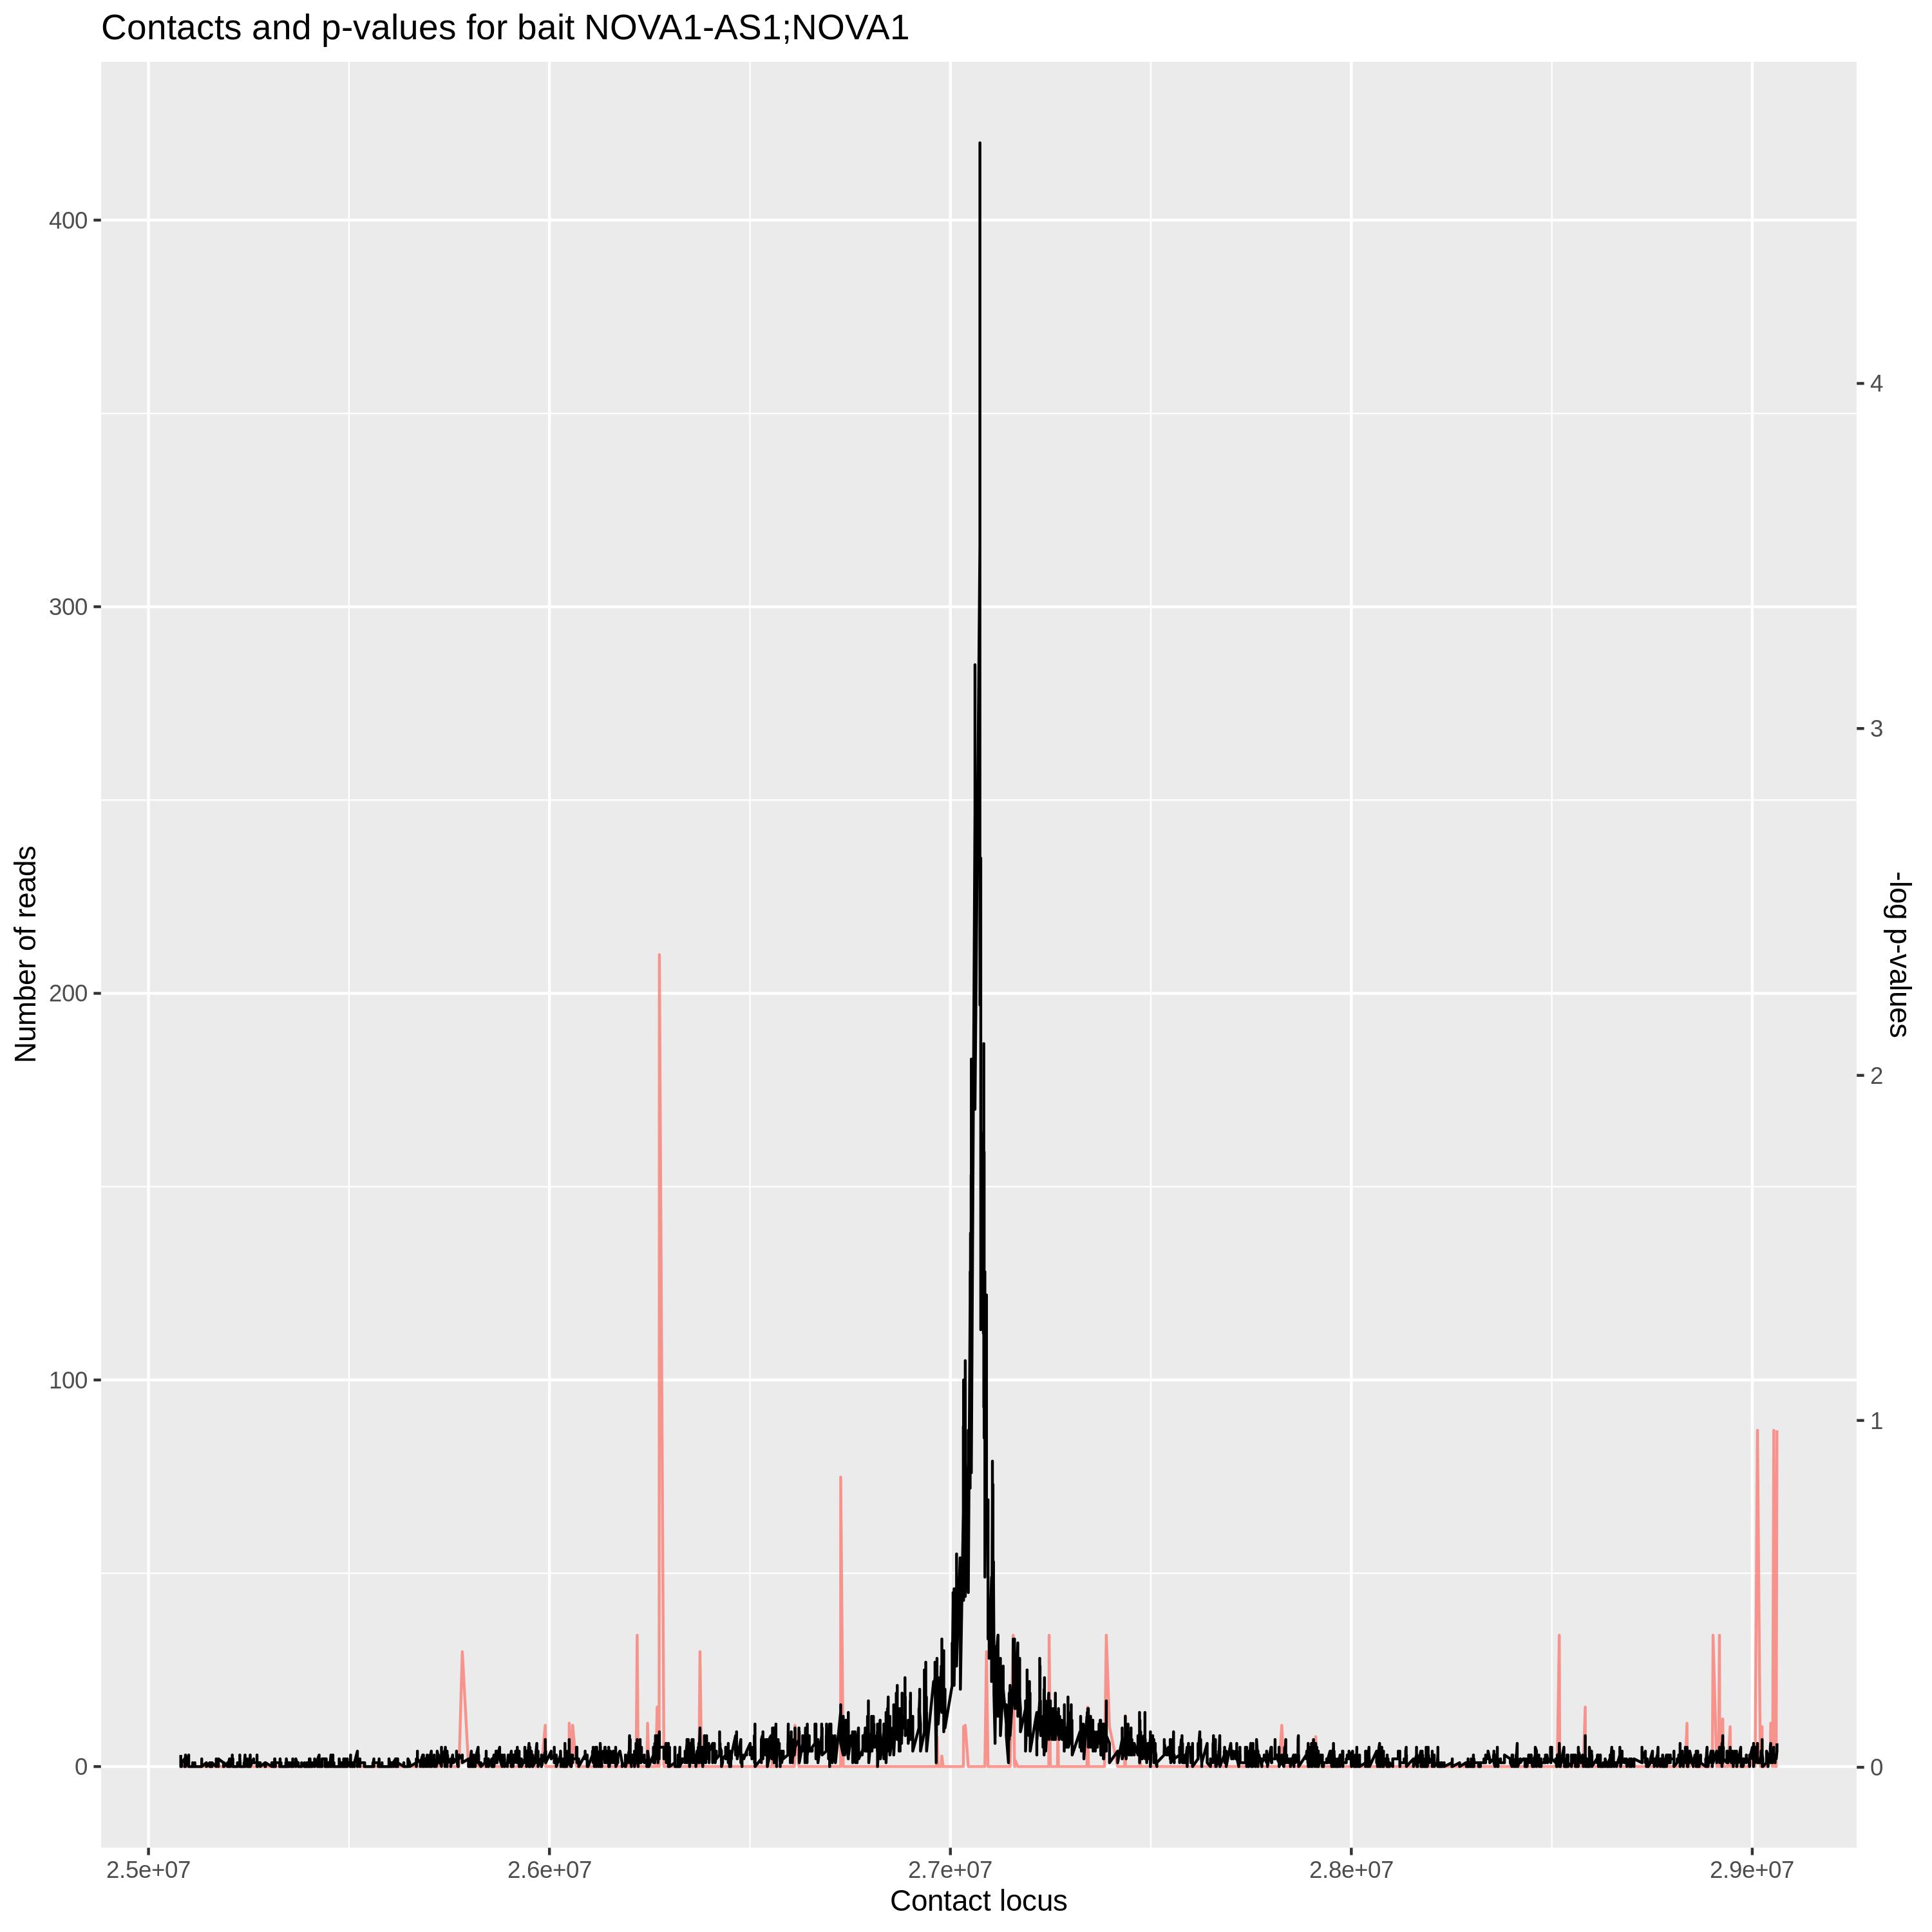 Contacts and p-values for bait NOVA1-AS1;NOVA1
400
300
200
100
0
Number of reads
4
3
2
1
0
-log p-values
2.5e+07
2.6e+07
2.7e+07
2.8e+07
2.9e+07
Contact locus